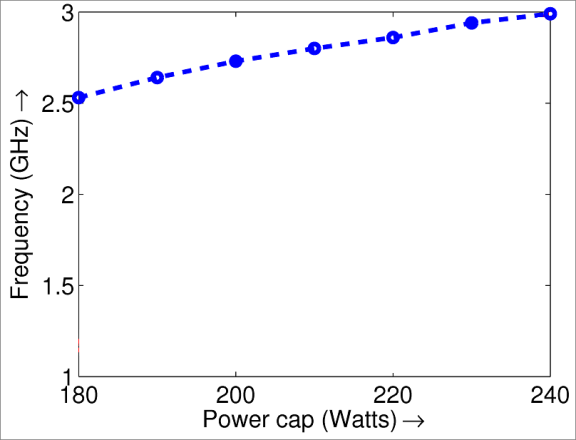 3
2.5
2
1.5
1
Frequency (GHz) →
180 200 220 240
Power cap (Watts) →